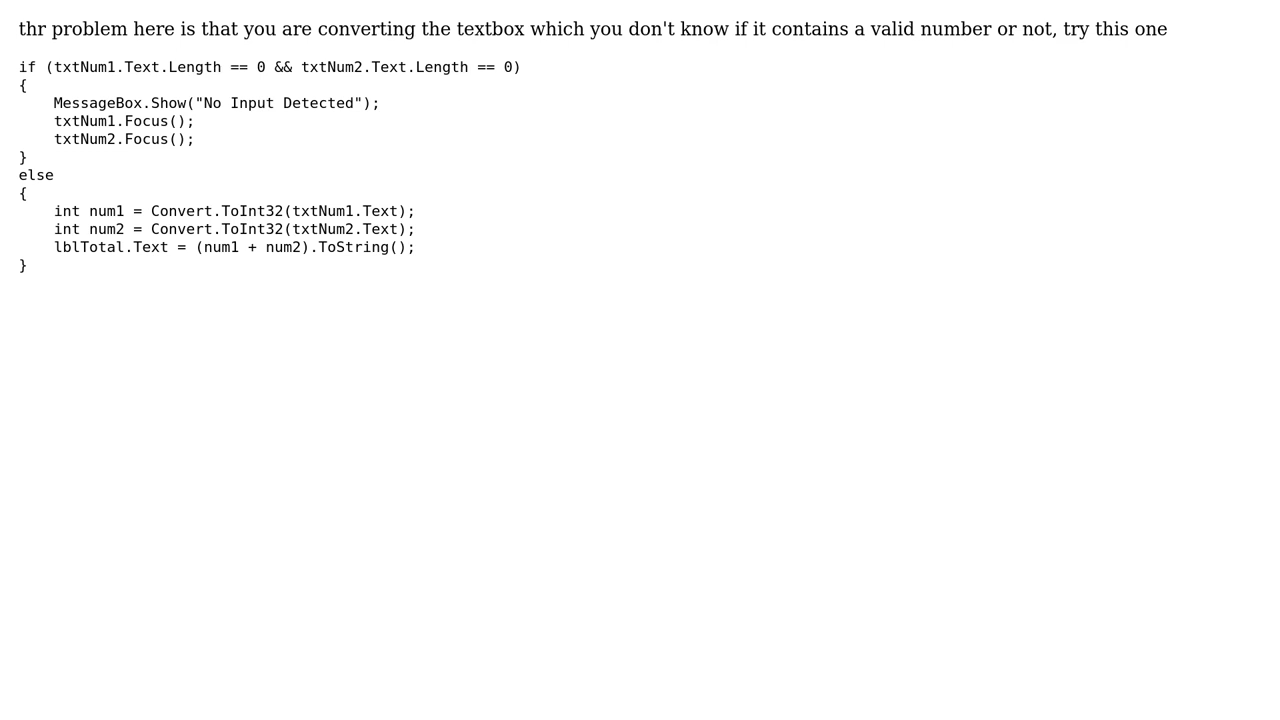 thr problem here is that you are converting the textbox which you don't know if it contains a valid number or not, try this one
if (txtNum1.Text.Length == 0 && txtNum2.Text.Length == 0)
{
    MessageBox.Show("No Input Detected");
    txtNum1.Focus();
    txtNum2.Focus();
}
else
{
    int num1 = Convert.ToInt32(txtNum1.Text);
    int num2 = Convert.ToInt32(txtNum2.Text);
    lblTotal.Text = (num1 + num2).ToString();
}